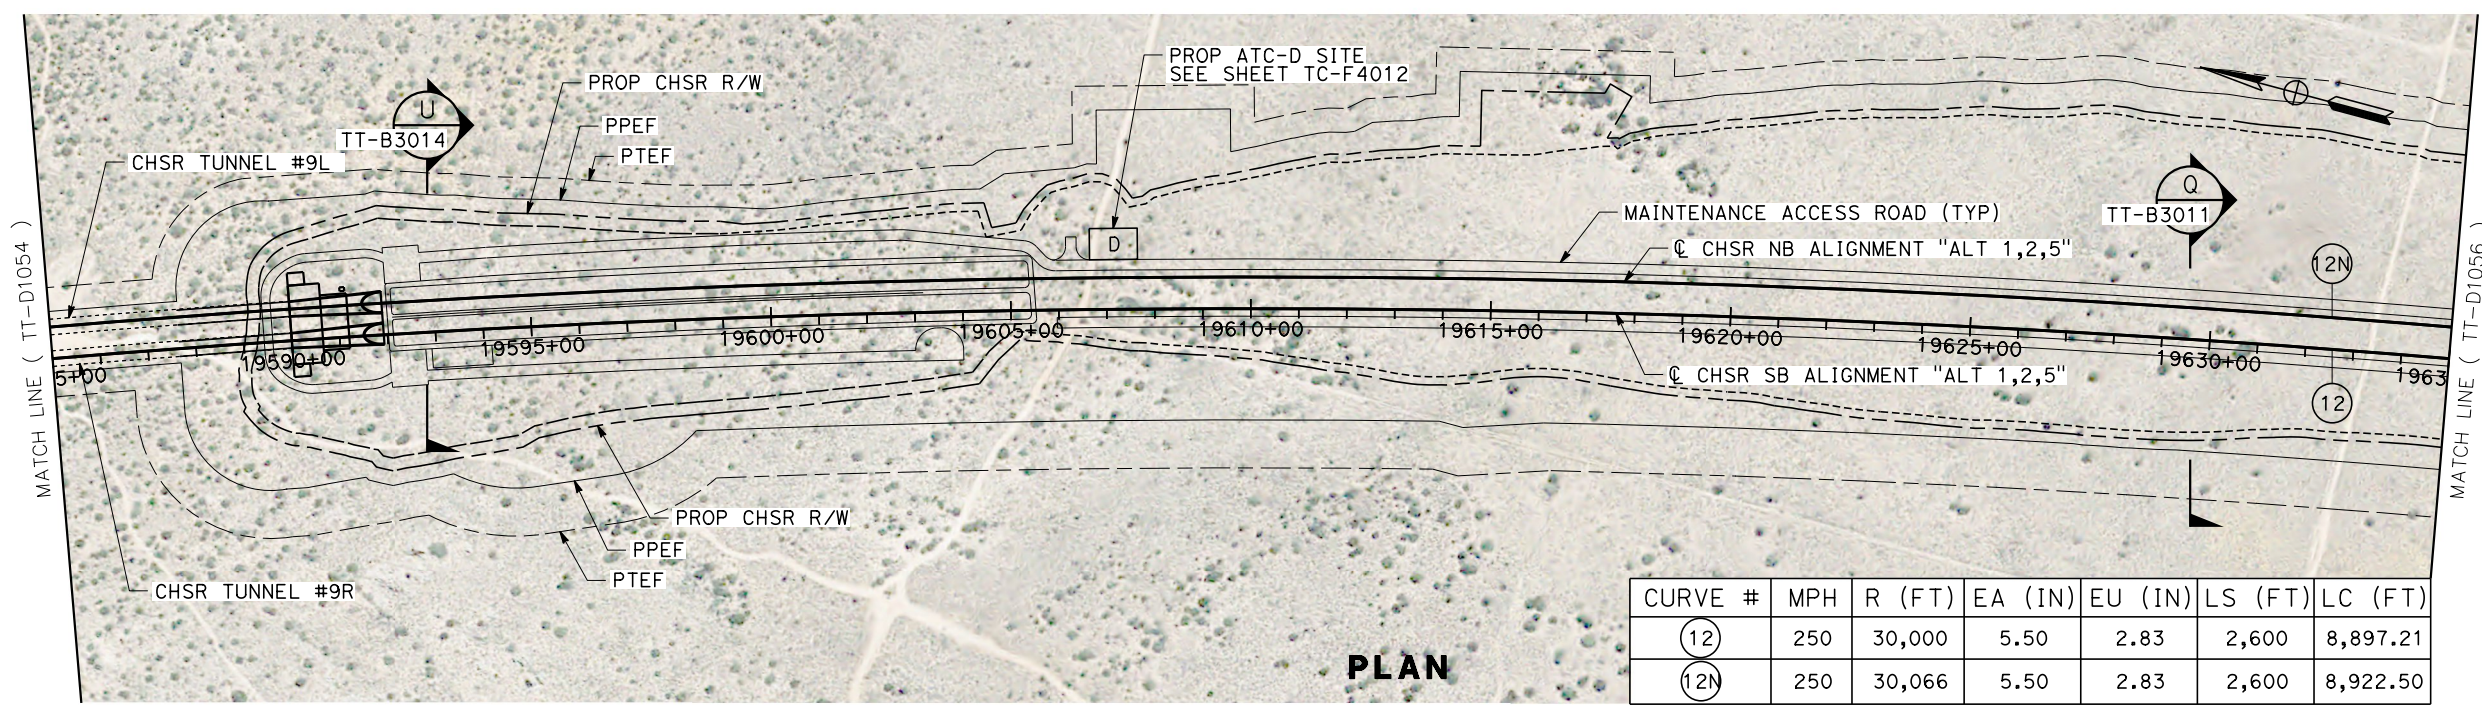 PROP ATC-D SITE
SEE SHEET TC-F4012
PROP CHSR R/W
U
TT-B3014
PPEF
PTEF
CHSR TUNNEL #9L
Q
TT-B3011
MAINTENANCE ACCESS ROAD (TYP)
D
℄ CHSR NB ALIGNMENT "ALT 1,2,5"
12N
MATCH LINE ( TT-D1054 )
MATCH LINE ( TT-D1056 )
5+00
19590+00
19595+00
19600+00
19605+00
19610+00
19615+00
19620+00
19625+00
19630+00
1963
℄ CHSR SB ALIGNMENT "ALT 1,2,5"
12
PROP CHSR R/W
PPEF
PTEF
CHSR TUNNEL #9R
PLAN
CURVE # MPH R (FT) EA (IN) EU (IN) LS (FT) LC (FT)
12 250 30,000 5.50 2.83 2,600 8,897.21
12N 250 30,066 5.50 2.83 2,600 8,922.50